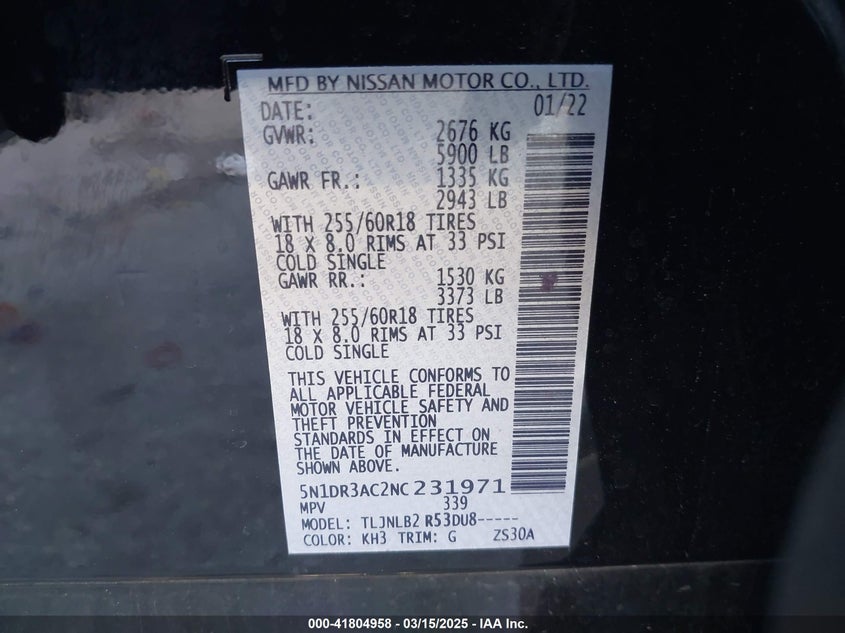 MFD BY NISSAN MOTOR CO., LTD.
DATE: 01/22
GVWR: 2676 KG
5900 LB
GAWR FR.: 1335 KG
2943 LB
WITH 255/60R18 TIRES
18 X 8.0 RIMS AT 33 PSI
COLD SINGLE
GAWR RR.: 1530 KG
3373 LB
WITH 255/60R18 TIRES
18 X 8.0 RIMS AT 33 PSI
COLD SINGLE
THIS VEHICLE CONFORMS TO
ALL APPLICABLE FEDERAL
MOTOR VEHICLE SAFETY AND
THEFT PREVENTION
STANDARDS IN EFFECT ON
THE DATE OF MANUFACTURE
SHOWN ABOVE.
5N1DR3AC2NC231971
MPV 339
MODEL: TLJNLB2 R53DU8-----
COLOR: KH3 TRIM: G ZS30A
000-41804958 - 03/15/2025 - IAA Inc.